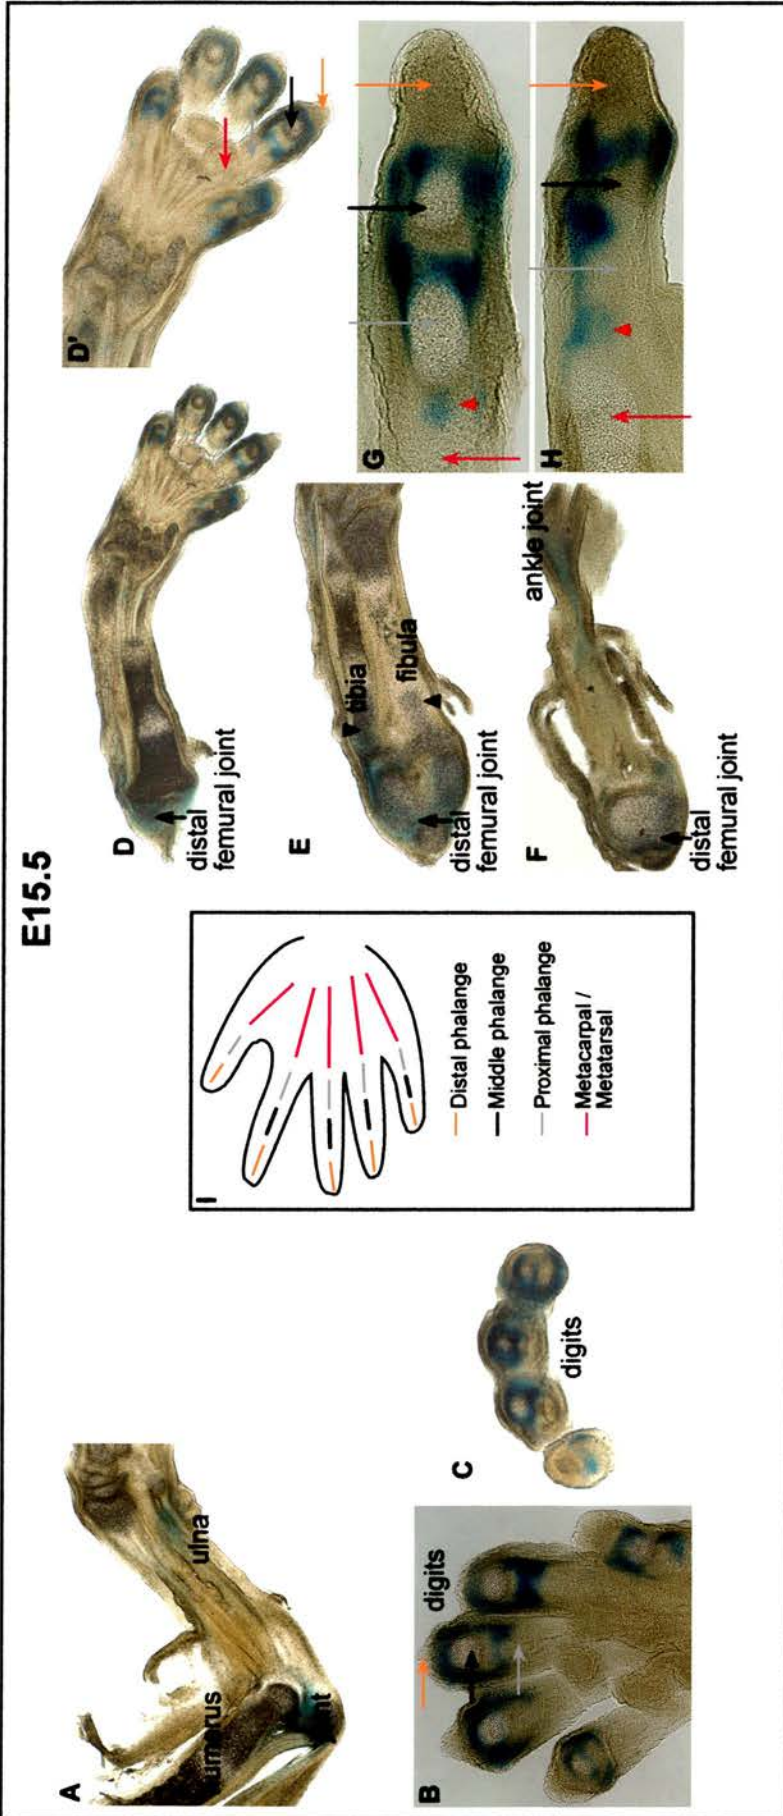 E15.5
A
umerus
ulna
nt
B
digits
C
digits
I
Distal phalange
Middle phalange
Proximal phalange
Metacarpal /
Metatarsal
D
distal
femural joint
D'
E
tibia
fibula
distal
femural joint
F
ankle joint
distal
femural joint
G
H